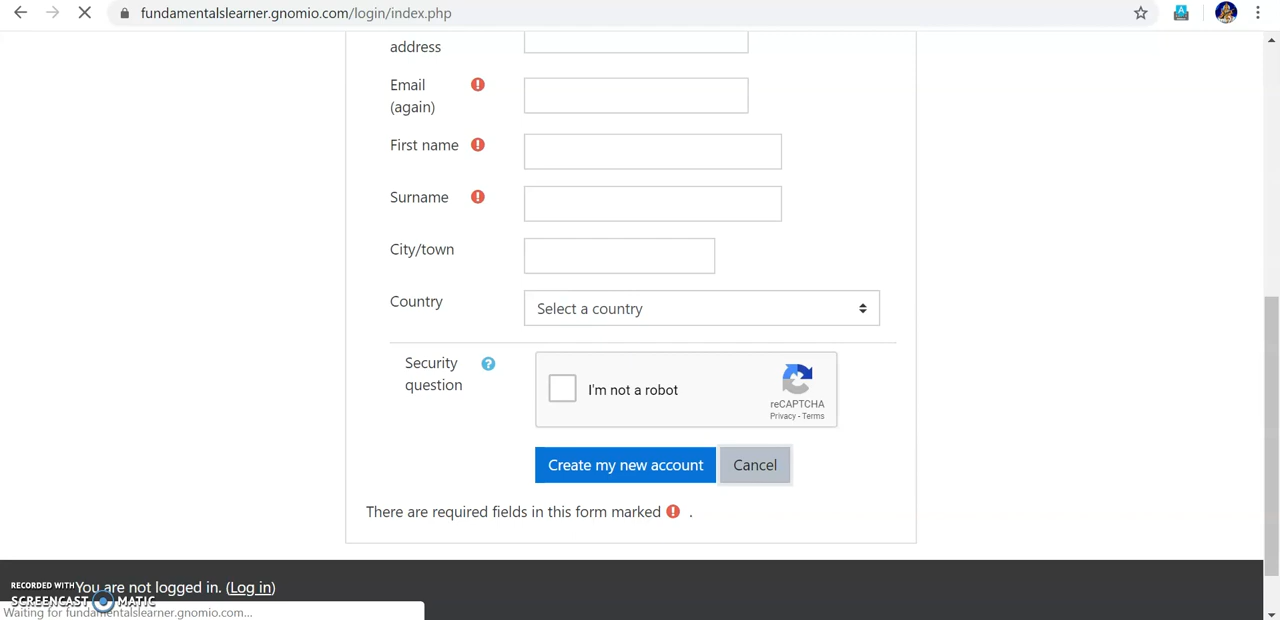 fundamentalslearner.gnomio.com/login/index.php
address
Email
(again)
First name
Surname
City/town
Country
Select a country
Security
question
I'm not a robot
reCAPTCHA
Privacy - Terms
Create my new account
Cancel
There are required fields in this form marked .
You are not logged in. (Log in)
RECORDED WITH
SCREENCAST MATIC
Waiting for fundamentalslearner.gnomio.com...